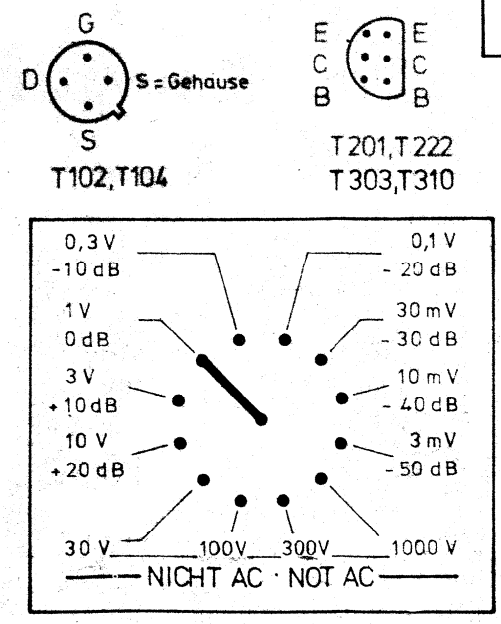 G
D
S = Gehause
S
T102,T104
E E
C C
B B
T201,T222
T303,T310
0,3 V 0,1 V
-10 dB - 20 dB
1 V 30 mV
0 dB - 30 dB
3 V 10 mV
+10dB - 40 dB
10 V 3 mV
+20 dB - 50 dB
30 V 100V 300V 1000 V
NICHT AC · NOT AC